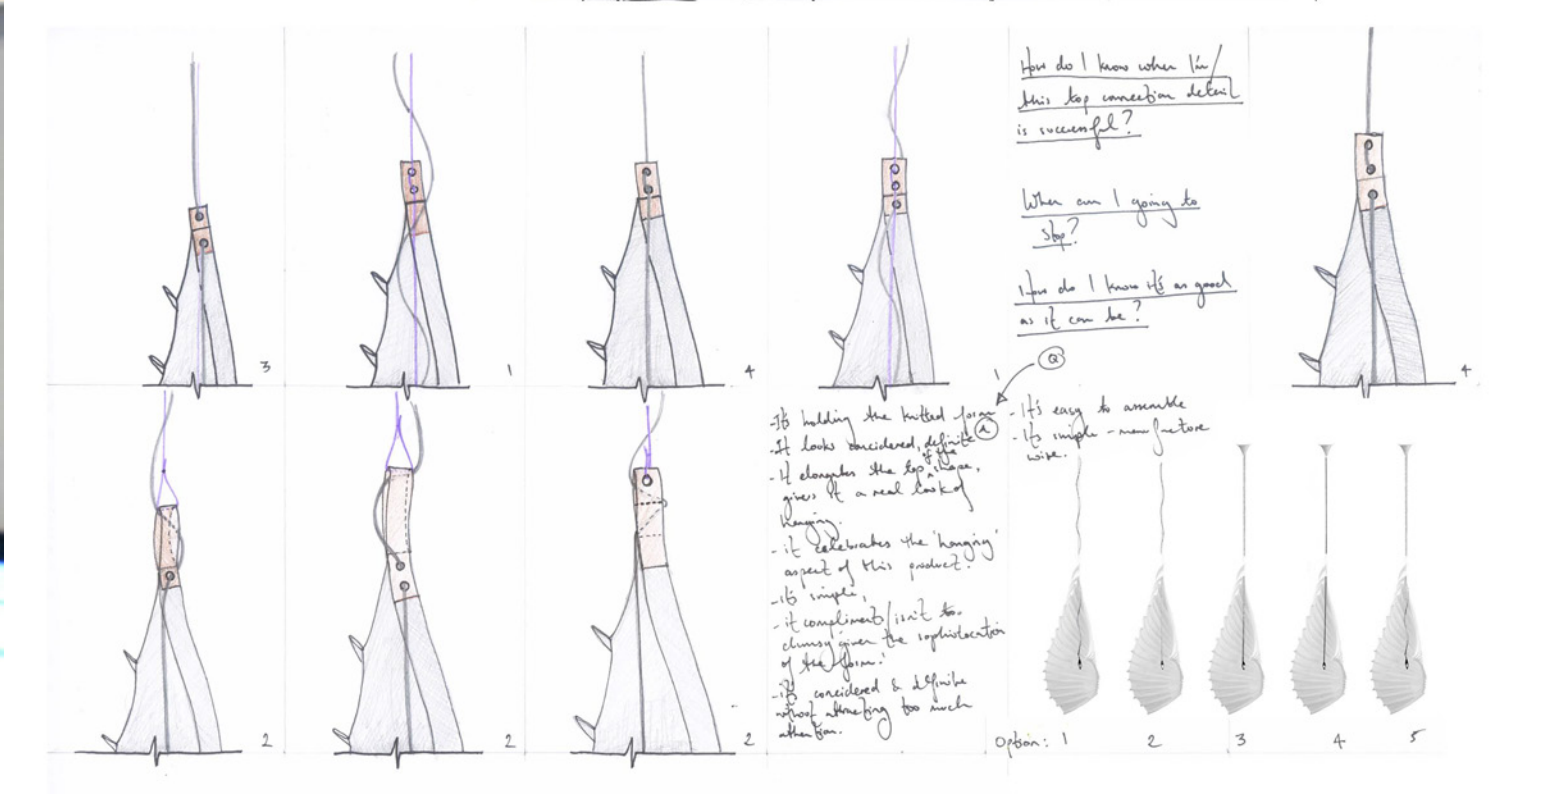 How do I know when I'm/
this top connection detail
is successful?
When am I going to
stop?
How do I know it's as good
as it can be?
Q
3
1
4
1
4
-It's holding the knitted form
A
-It looks concidered, definite
-It elongates the top of the shape,
gives it a real look of
hanging.
- it celebrates the 'hanging'
aspect of this product.
-it's simple,
- it compliments/isn't to
clumsy given the sophistocation
of the form.
-it's concidered & definite
without attracting too much
attention.
- It's easy to assemble
- It's simple - manufacture
wise.
2
2
2
Option: 1 2 3 4 5